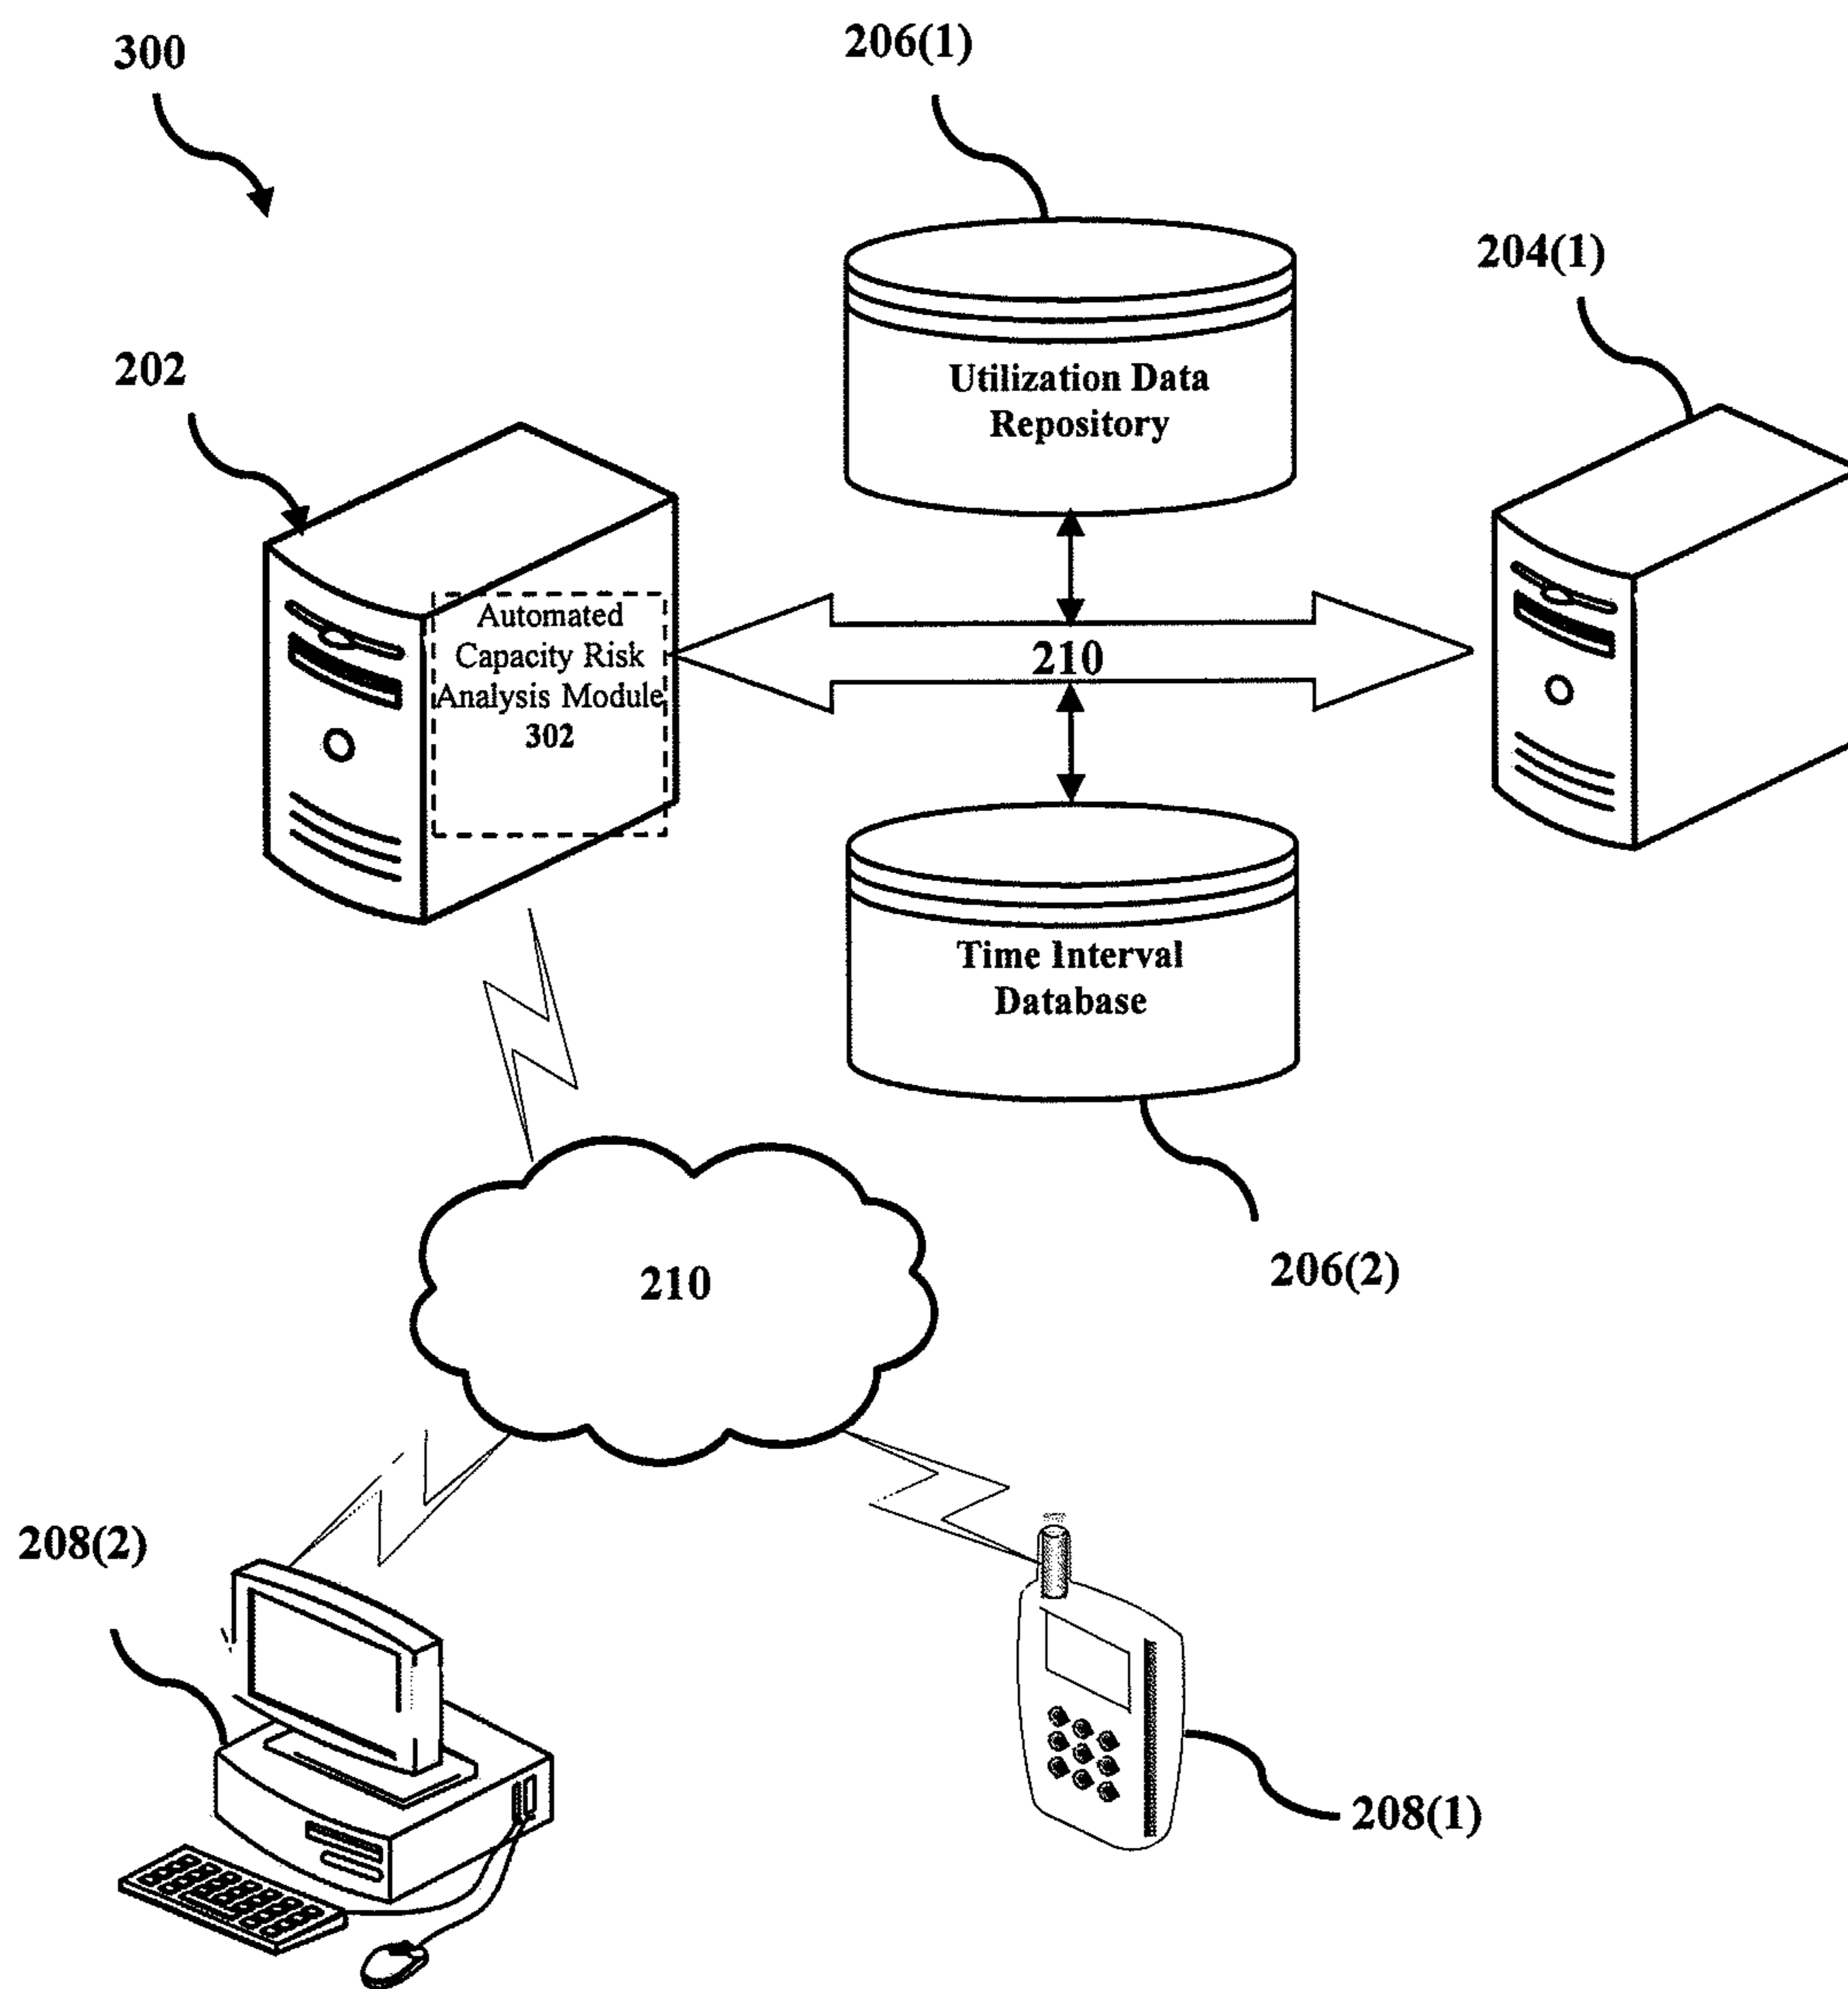 300
206(1)
204(1)
202
Utilization Data
Repository
Automated
Capacity Risk
Analysis Module
302
210
Time Interval
Database
206(2)
210
208(2)
208(1)